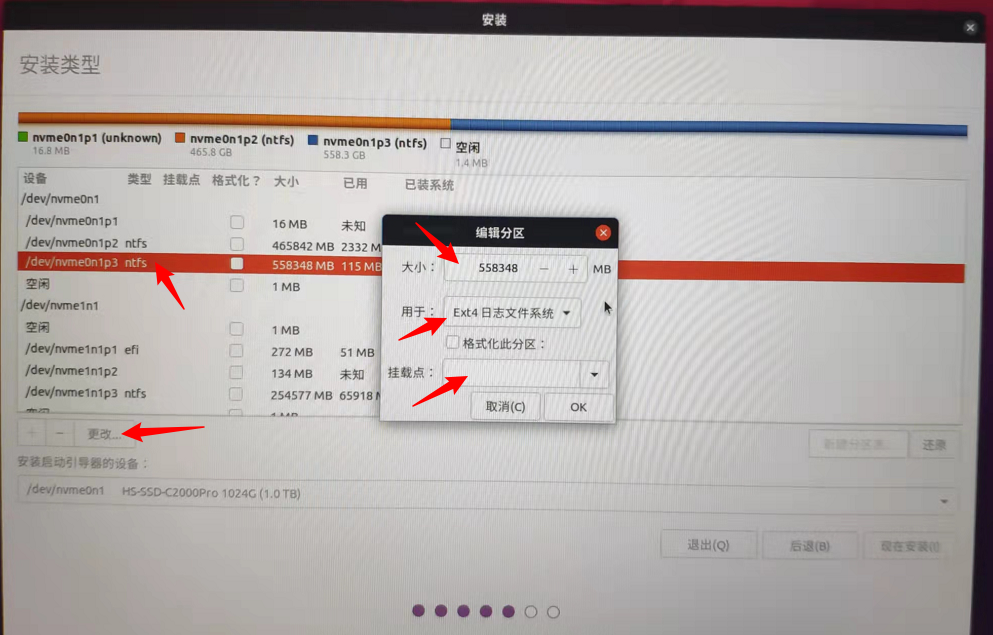 安装
安装类型
nvme0n1p1 (unknown) nvme0n1p2 (ntfs) nvme0n1p3 (ntfs) 空闲
16.8 MB 465.8 GB 558.3 GB 1.4 MB
设备 类型 挂载点 格式化？ 大小 已用 已装系统
/dev/nvme0n1
/dev/nvme0n1p1 16 MB 未知
/dev/nvme0n1p2 ntfs 465842 MB 2332 M
/dev/nvme0n1p3 ntfs 558348 MB 115 MB
空闲 1 MB
/dev/nvme1n1
空闲 1 MB
/dev/nvme1n1p1 efi 272 MB 51 MB
/dev/nvme1n1p2 134 MB 未知
/dev/nvme1n1p3 ntfs 254577 MB 65918 M
空闲 1 MB
编辑分区
大小： 558348 − + MB
用于： Ext4 日志文件系统
格式化此分区：
挂载点：
取消(C) OK
+ − 更改... 新建分区表... 还原
安装启动引导器的设备：
/dev/nvme0n1 HS-SSD-C2000Pro 1024G (1.0 TB)
退出(Q) 后退(B) 现在安装(I)